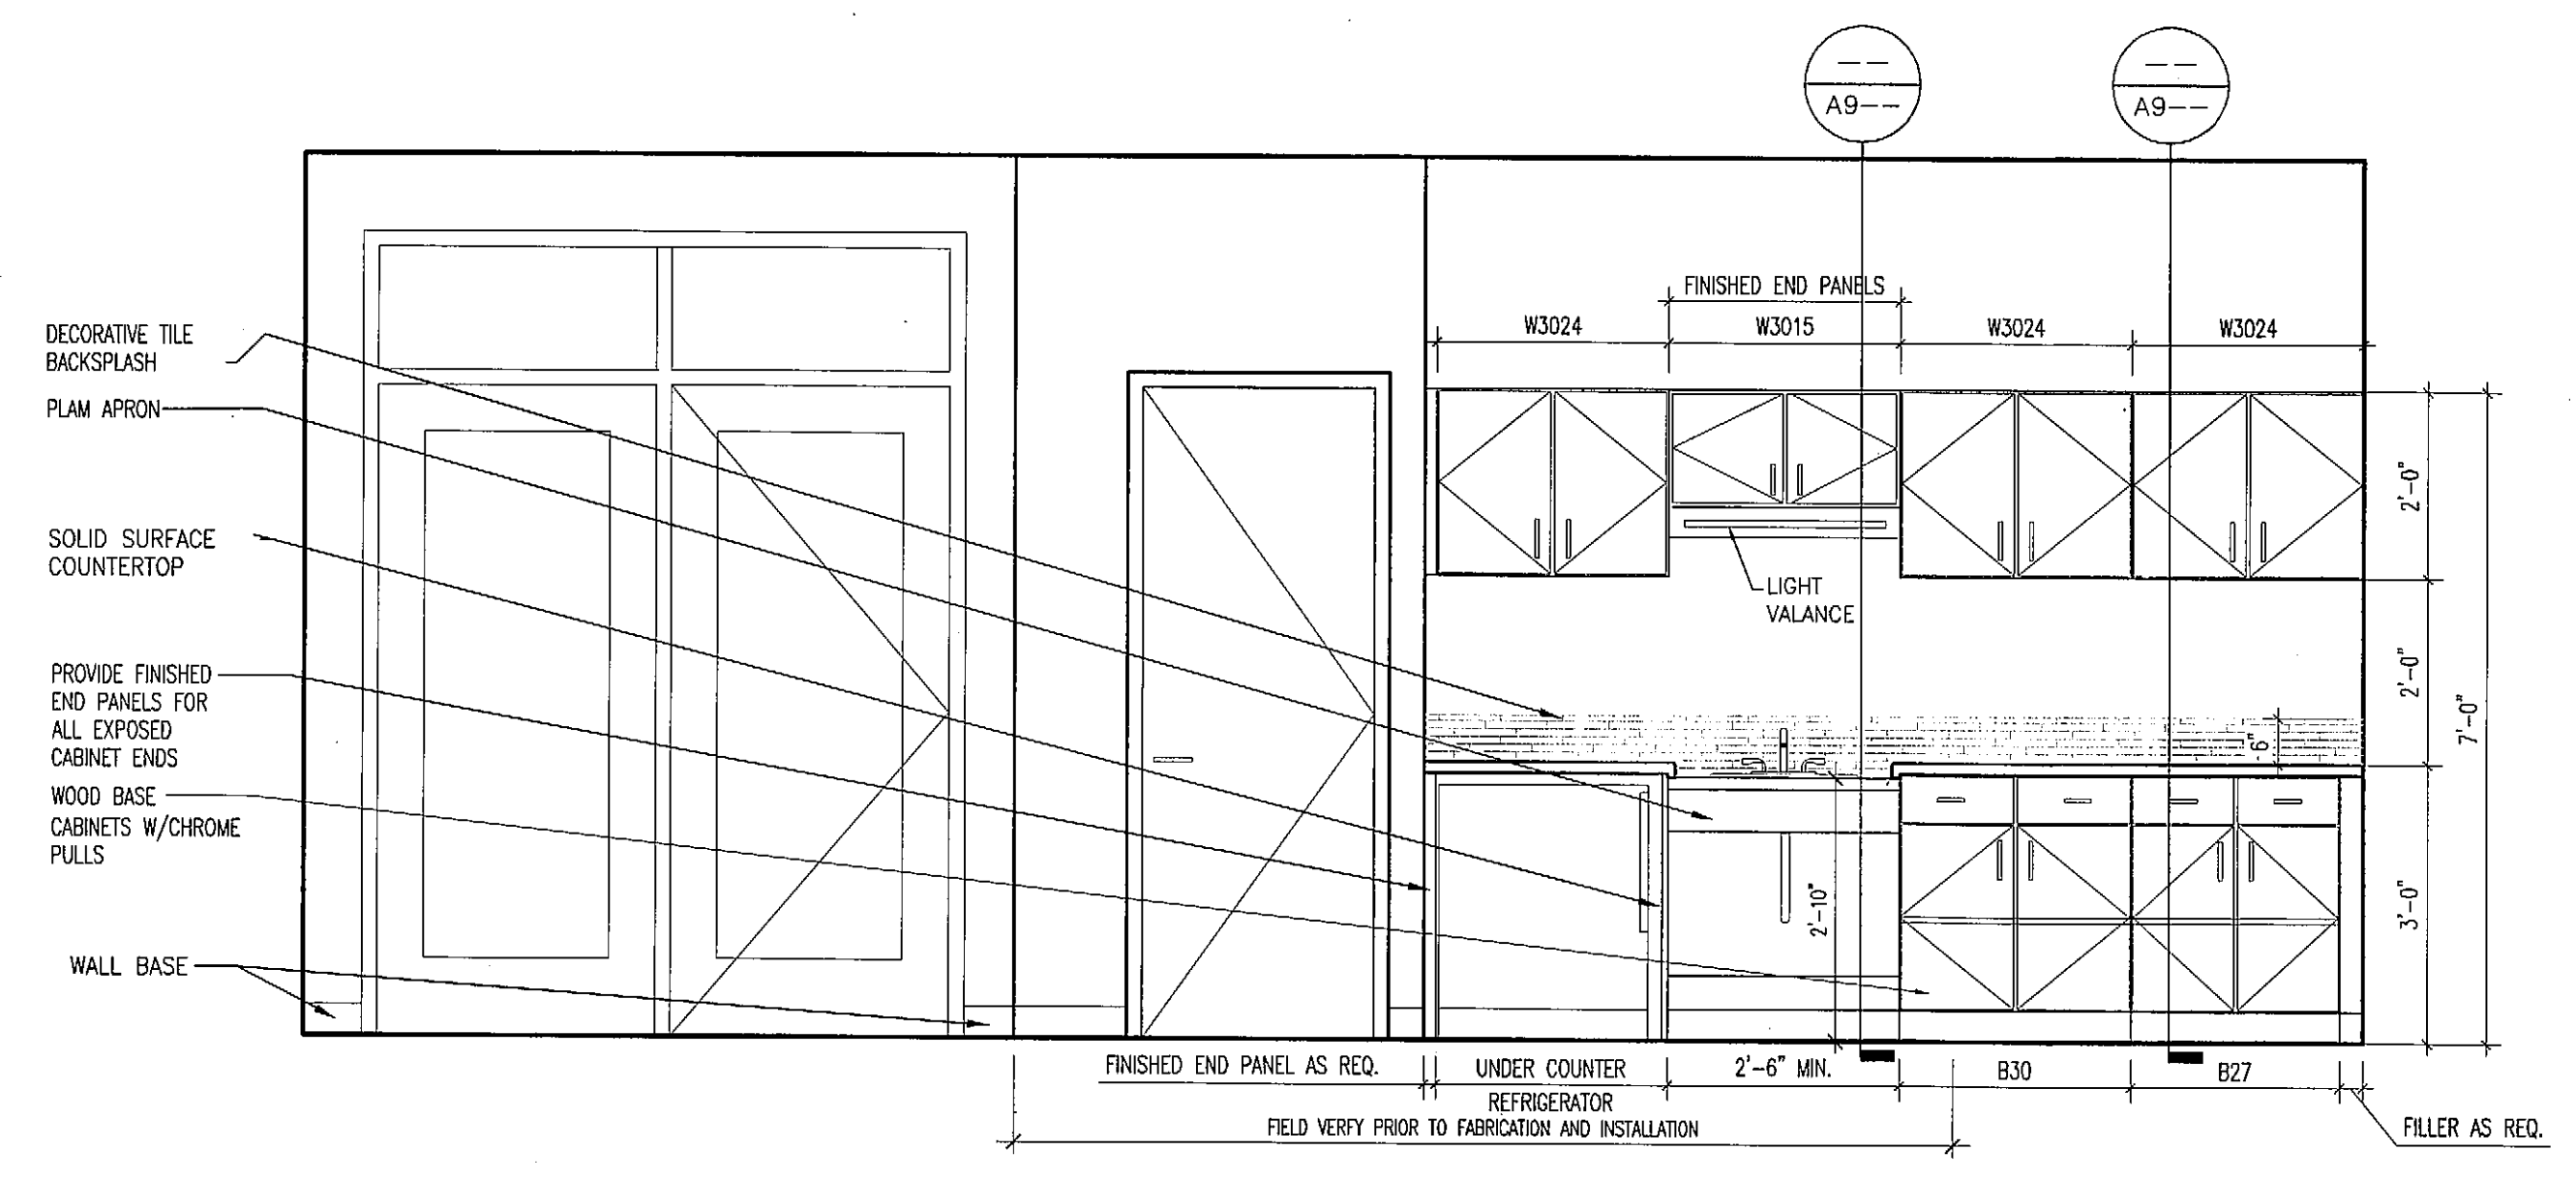 — —
A9——
— —
A9——
FINISHED END PANELS
W3024
W3015
W3024
W3024
DECORATIVE TILE
BACKSPLASH
PLAM APRON
SOLID SURFACE
COUNTERTOP
PROVIDE FINISHED
END PANELS FOR
ALL EXPOSED
CABINET ENDS
WOOD BASE
CABINETS W/CHROME
PULLS
WALL BASE
LIGHT
VALANCE
2'-0"
2'-0"
7'-0"
6"
2'-10"
3'-0"
FINISHED END PANEL AS REQ.
UNDER COUNTER
REFRIGERATOR
2'-6" MIN.
B30
B27
FIELD VERFY PRIOR TO FABRICATION AND INSTALLATION
FILLER AS REQ.